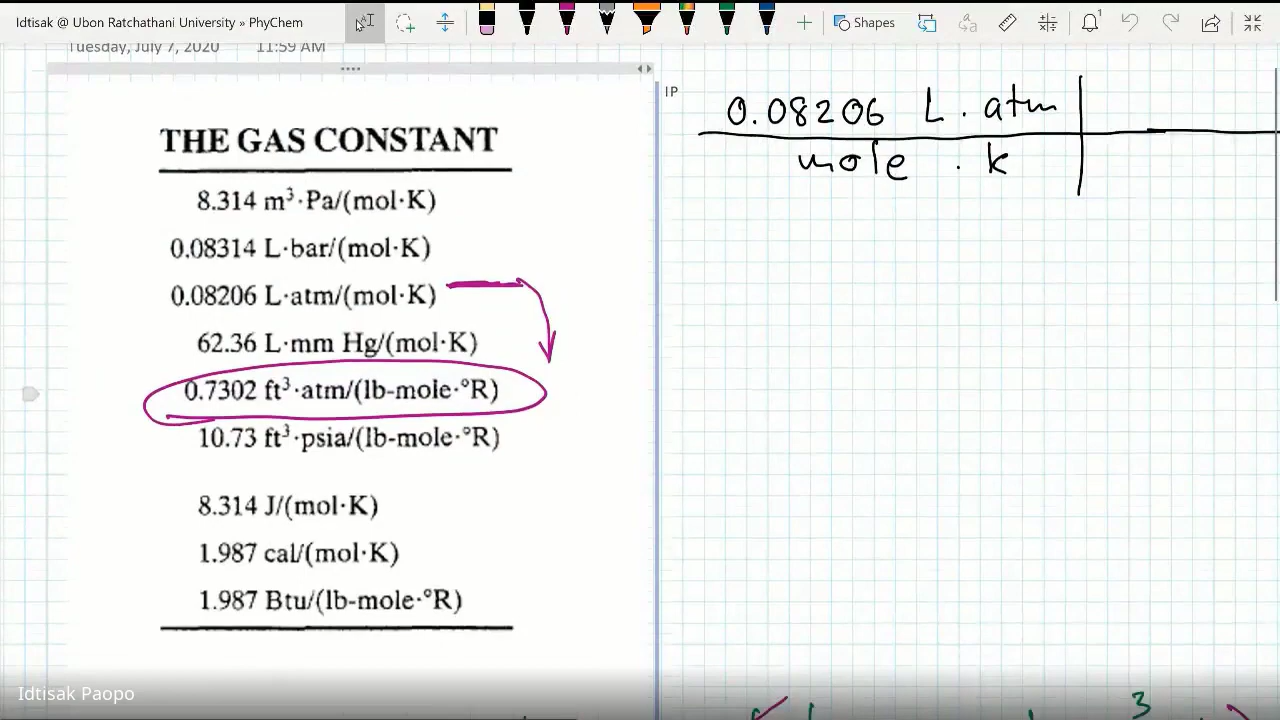 Idtisak @ Ubon Ratchathani University » PhyChem
Shapes
1
Tuesday, July 7, 2020 11:59 AM
THE GAS CONSTANT
8.314 m³·Pa/(mol·K)
0.08314 L·bar/(mol·K)
0.08206 L·atm/(mol·K)
62.36 L·mm Hg/(mol·K)
0.7302 ft³·atm/(lb-mole·°R)
10.73 ft³·psia/(lb-mole·°R)
8.314 J/(mol·K)
1.987 cal/(mol·K)
1.987 Btu/(lb-mole·°R)
IP
0.08206 L . atm
mole . k
3
Idtisak Paopo